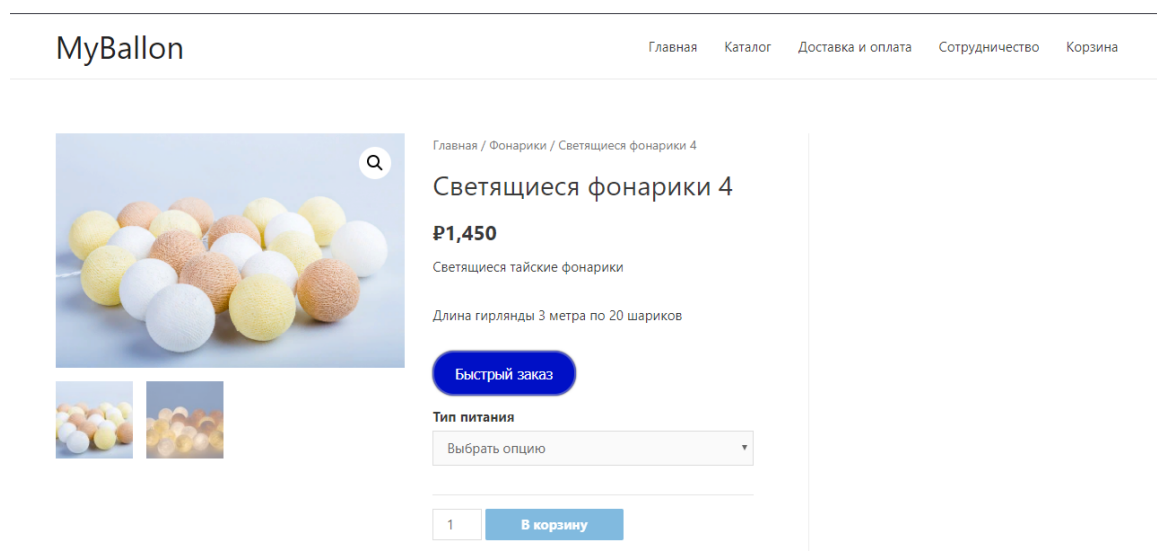 MyBallon
Главная Каталог Доставка и оплата Сотрудничество Корзина
Главная / Фонарики / Светящиеся фонарики 4
Светящиеся фонарики 4
₽1,450
Светящиеся тайские фонарики
Длина гирлянды 3 метра по 20 шариков
Быстрый заказ
Тип питания
Выбрать опцию
1 В корзину